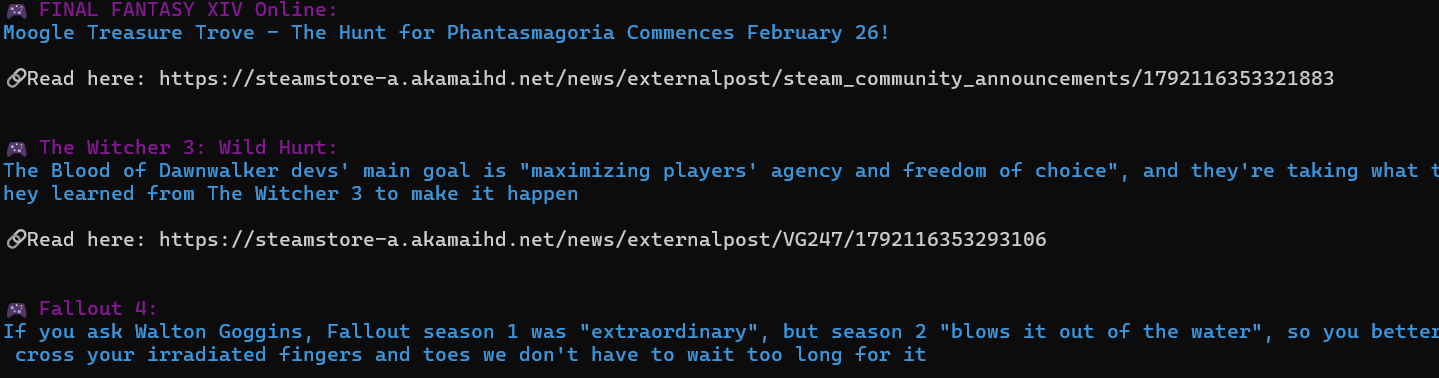 🎮 FINAL FANTASY XIV Online:
Moogle Treasure Trove – The Hunt for Phantasmagoria Commences February 26!
🔗Read here: https://steamstore-a.akamaihd.net/news/externalpost/steam_community_announcements/1792116353321883
🎮 The Witcher 3: Wild Hunt:
The Blood of Dawnwalker devs' main goal is "maximizing players' agency and freedom of choice", and they're taking what t
hey learned from The Witcher 3 to make it happen
🔗Read here: https://steamstore-a.akamaihd.net/news/externalpost/VG247/1792116353293106
🎮 Fallout 4:
If you ask Walton Goggins, Fallout season 1 was "extraordinary", but season 2 "blows it out of the water", so you better
cross your irradiated fingers and toes we don't have to wait too long for it